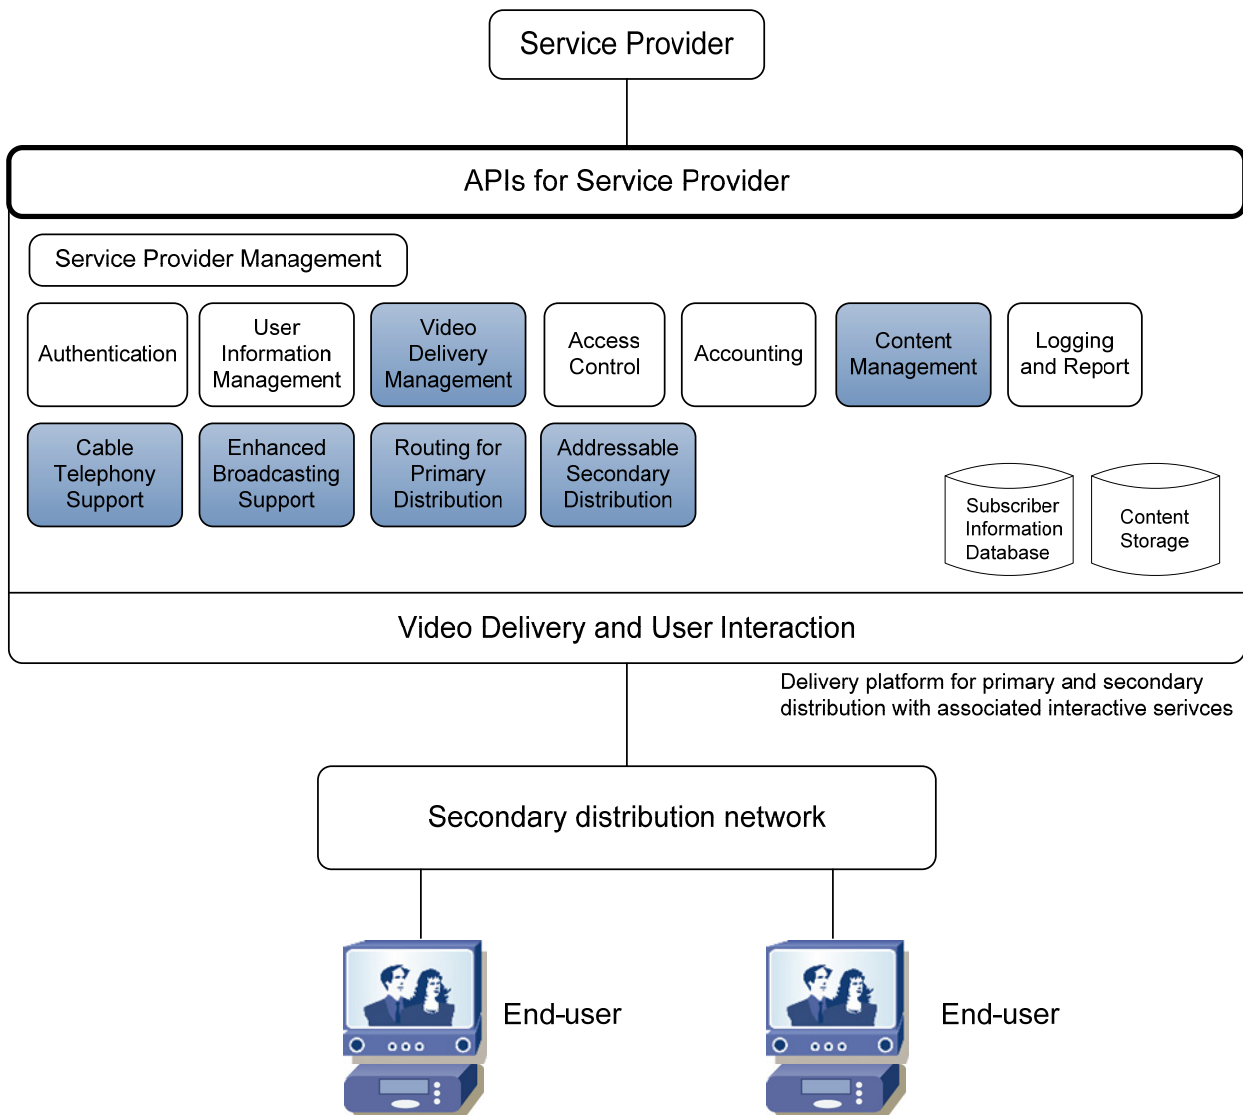 Service Provider
APIs for Service Provider
Service Provider Management
Authentication
User
Information
Management
Video
Delivery
Management
Access
Control
Accounting
Content
Management
Logging
and Report
Cable
Telephony
Support
Enhanced
Broadcasting
Support
Routing for
Primary
Distribution
Addressable
Secondary
Distribution
Subscriber
Information
Database
Content
Storage
Video Delivery and User Interaction
Delivery platform for primary and secondary
distribution with associated interactive serivces
Secondary distribution network
End-user
End-user